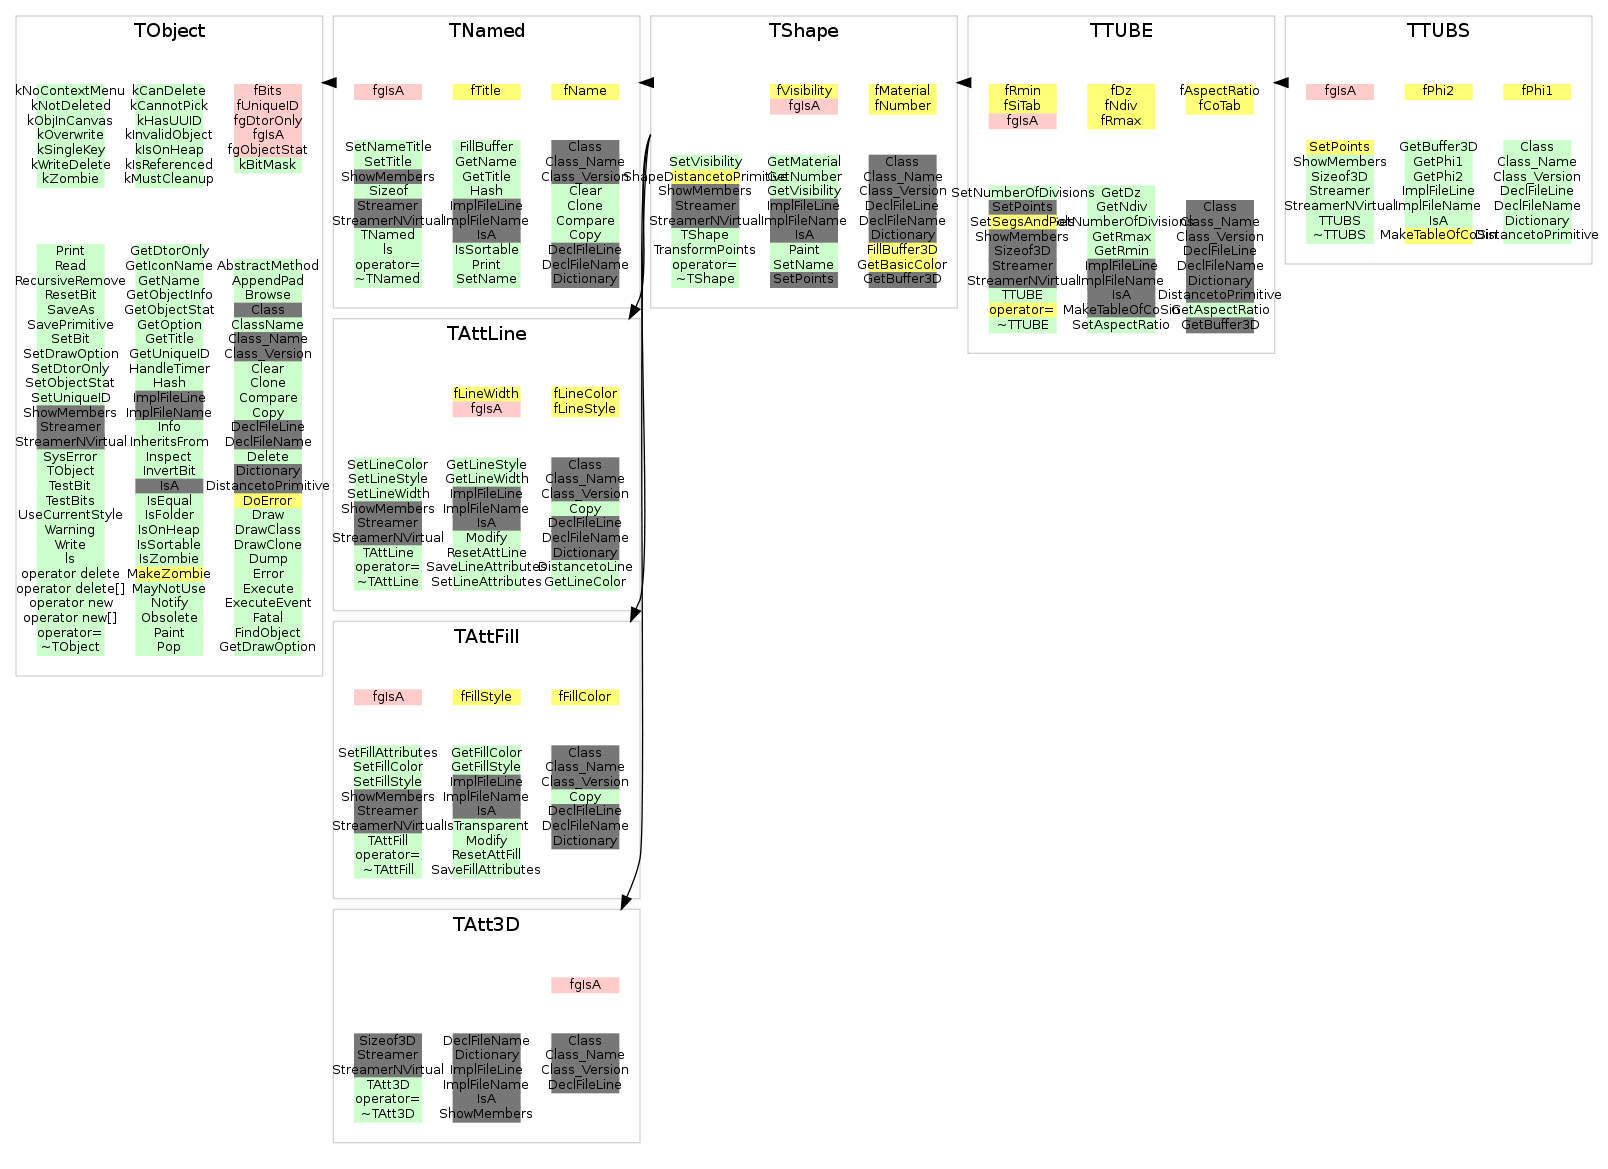 TObject
kNoContextMenu kCanDelete fBits
kNotDeleted kCannotPick fUniqueID
kObjInCanvas kHasUUID fgDtorOnly
kOverwrite kInvalidObject fgIsA
kSingleKey kIsOnHeap fgObjectStat
kWriteDelete kIsReferenced kBitMask
kZombie kMustCleanup
Print GetDtorOnly
Read GetIconName AbstractMethod
RecursiveRemove GetName AppendPad
ResetBit GetObjectInfo Browse
SaveAs GetObjectStat Class
SavePrimitive GetOption ClassName
SetBit GetTitle Class_Name
SetDrawOption GetUniqueID Class_Version
SetDtorOnly HandleTimer Clear
SetObjectStat Hash Clone
SetUniqueID ImplFileLine Compare
ShowMembers ImplFileName Copy
Streamer Info DeclFileLine
StreamerNVirtual InheritsFrom DeclFileName
SysError Inspect Delete
TObject InvertBit Dictionary
TestBit IsA DistancetoPrimitive
TestBits IsEqual DoError
UseCurrentStyle IsFolder Draw
Warning IsOnHeap DrawClass
Write IsSortable DrawClone
ls IsZombie Dump
operator delete MakeZombie Error
operator delete[] MayNotUse Execute
operator new Notify ExecuteEvent
operator new[] Obsolete Fatal
operator= Paint FindObject
~TObject Pop GetDrawOption
TNamed
fgIsA fTitle fName
SetNameTitle FillBuffer Class
SetTitle GetName Class_Name
ShowMembers GetTitle Class_Version
Sizeof Hash Clear
Streamer ImplFileLine Clone
StreamerNVirtual ImplFileName Compare
TNamed IsA Copy
ls IsSortable DeclFileLine
operator= Print DeclFileName
~TNamed SetName Dictionary
TAttLine
fLineWidth fLineColor
fgIsA fLineStyle
SetLineColor GetLineStyle Class
SetLineStyle GetLineWidth Class_Name
SetLineWidth ImplFileLine Class_Version
ShowMembers ImplFileName Copy
Streamer IsA DeclFileLine
StreamerNVirtual Modify DeclFileName
TAttLine ResetAttLine Dictionary
operator= SaveLineAttributes DistancetoLine
~TAttLine SetLineAttributes GetLineColor
TAttFill
fgIsA fFillStyle fFillColor
SetFillAttributes GetFillColor Class
SetFillColor GetFillStyle Class_Name
SetFillStyle ImplFileLine Class_Version
ShowMembers ImplFileName Copy
Streamer IsA DeclFileLine
StreamerNVirtual IsTransparent DeclFileName
TAttFill Modify Dictionary
operator= ResetAttFill
~TAttFill SaveFillAttributes
TAtt3D
fgIsA
Sizeof3D DeclFileName Class
Streamer Dictionary Class_Name
StreamerNVirtual ImplFileLine Class_Version
TAtt3D ImplFileName DeclFileLine
operator= IsA
~TAtt3D ShowMembers
TShape
fVisibility fMaterial
fgIsA fNumber
SetVisibility GetMaterial Class
ShapeDistancetoPrimitive GetNumber Class_Name
ShowMembers GetVisibility Class_Version
Streamer ImplFileLine DeclFileLine
StreamerNVirtual ImplFileName DeclFileName
TShape IsA Dictionary
TransformPoints Paint FillBuffer3D
operator= SetName GetBasicColor
~TShape SetPoints GetBuffer3D
TTUBE
fRmin fDz fAspectRatio
fSiTab fNdiv fCoTab
fgIsA fRmax
SetNumberOfDivisions GetDz
SetPoints GetNdiv Class
SetSegsAndPols GetNumberOfDivisions Class_Name
ShowMembers GetRmax Class_Version
Sizeof3D GetRmin DeclFileLine
Streamer ImplFileLine DeclFileName
StreamerNVirtual ImplFileName Dictionary
TTUBE IsA DistancetoPrimitive
operator= MakeTableOfCoSin GetAspectRatio
~TTUBE SetAspectRatio GetBuffer3D
TTUBS
fgIsA fPhi2 fPhi1
SetPoints GetBuffer3D Class
ShowMembers GetPhi1 Class_Name
Sizeof3D GetPhi2 Class_Version
Streamer ImplFileLine DeclFileLine
StreamerNVirtual ImplFileName DeclFileName
TTUBS IsA Dictionary
~TTUBS MakeTableOfCoSin DistancetoPrimitive